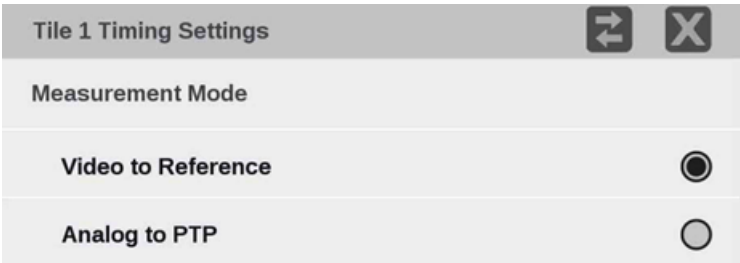 Tile 1 Timing Settings
Measurement Mode
Video to Reference
Analog to PTP